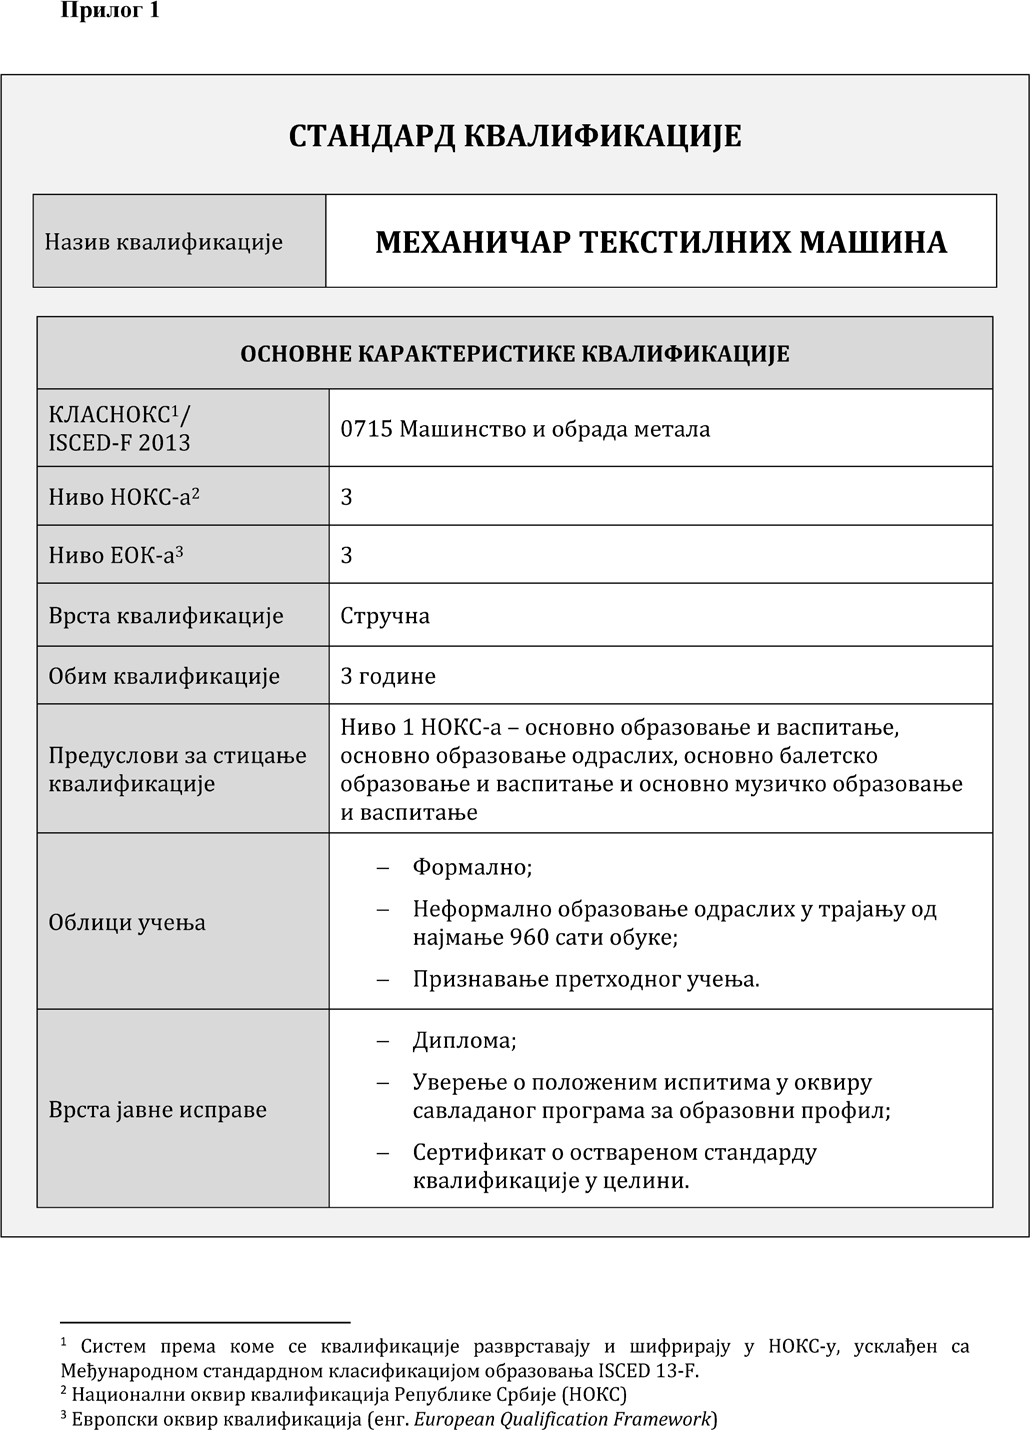 Прилог 1
СТАНДАРД КВАЛИФИКАЦИЈЕ
Назив квалификације
МЕХАНИЧАР ТЕКСТИЛНИХ МАШИНА
ОСНОВНЕ КАРАКТЕРИСТИКЕ КВАЛИФИКАЦИЈЕ
КЛАСНОКС¹/
ISCED-F 2013
0715 Машинство и обрада метала
Ниво НОКС-а²
3
Ниво ЕОК-а³
3
Врста квалификације
Стручна
Обим квалификације
3 године
Предуслови за стицање
квалификације
Ниво 1 НОКС-а – основно образовање и васпитање,
основно образовање одраслих, основно балетско
образовање и васпитање и основно музичко образовање
и васпитање
Облици учења
– Формално;
– Неформално образовање одраслих у трајању од
најмање 960 сати обуке;
– Признавање претходног учења.
Врста јавне исправе
– Диплома;
– Уверење о положеним испитима у оквиру
савладаног програма за образовни профил;
– Сертификат о оствареном стандарду
квалификације у целини.
¹ Систем према коме се квалификације разврставају и шифрирају у НОКС-у, усклађен са
Међународном стандардном класификацијом образовања ISCED 13-F.
² Национални оквир квалификација Републике Србије (НОКС)
³ Европски оквир квалификација (енг. European Qualification Framework)